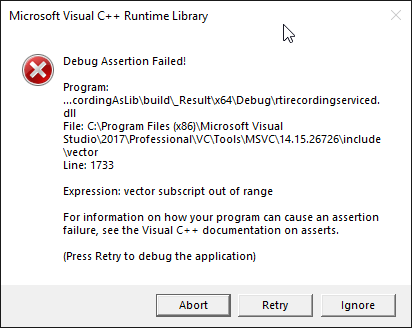 Microsoft Visual C++ Runtime Library
Debug Assertion Failed!
Program:
...cordingAsLib\build\_Result\x64\Debug\rtirecordingserviced.
dll
File: C:\Program Files (x86)\Microsoft Visual
Studio\2017\Professional\VC\Tools\MSVC\14.15.26726\include
\vector
Line: 1733
Expression: vector subscript out of range
For information on how your program can cause an assertion
failure, see the Visual C++ documentation on asserts.
(Press Retry to debug the application)
Abort
Retry
Ignore